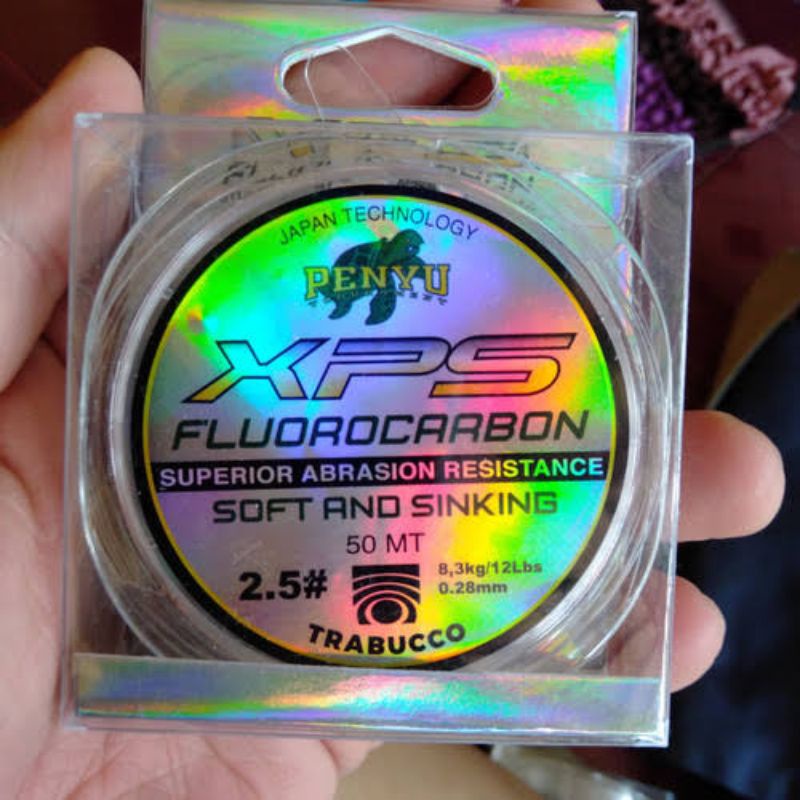 JAPAN TECHNOLOGY
PENYU
XPS
FLUOROCARBON
SUPERIOR ABRASION RESISTANCE
SOFT AND SINKING
50 MT
2.5#
8,3kg/12Lbs
0.28mm
TRABUCCO